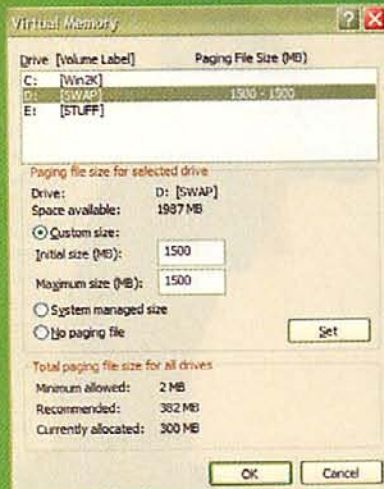 Virtual Memory
Drive [Volume Label] Paging File Size (MB)
C: [Win2K]
D: [SWAP] 1500 - 1500
E: [STUFF]
Paging file size for selected drive
Drive: D: [SWAP]
Space available: 1987 MB
Custom size:
Initial size (MB): 1500
Maximum size (MB): 1500
System managed size
No paging file Set
Total paging file size for all drives
Minimum allowed: 2 MB
Recommended: 382 MB
Currently allocated: 300 MB
OK Cancel